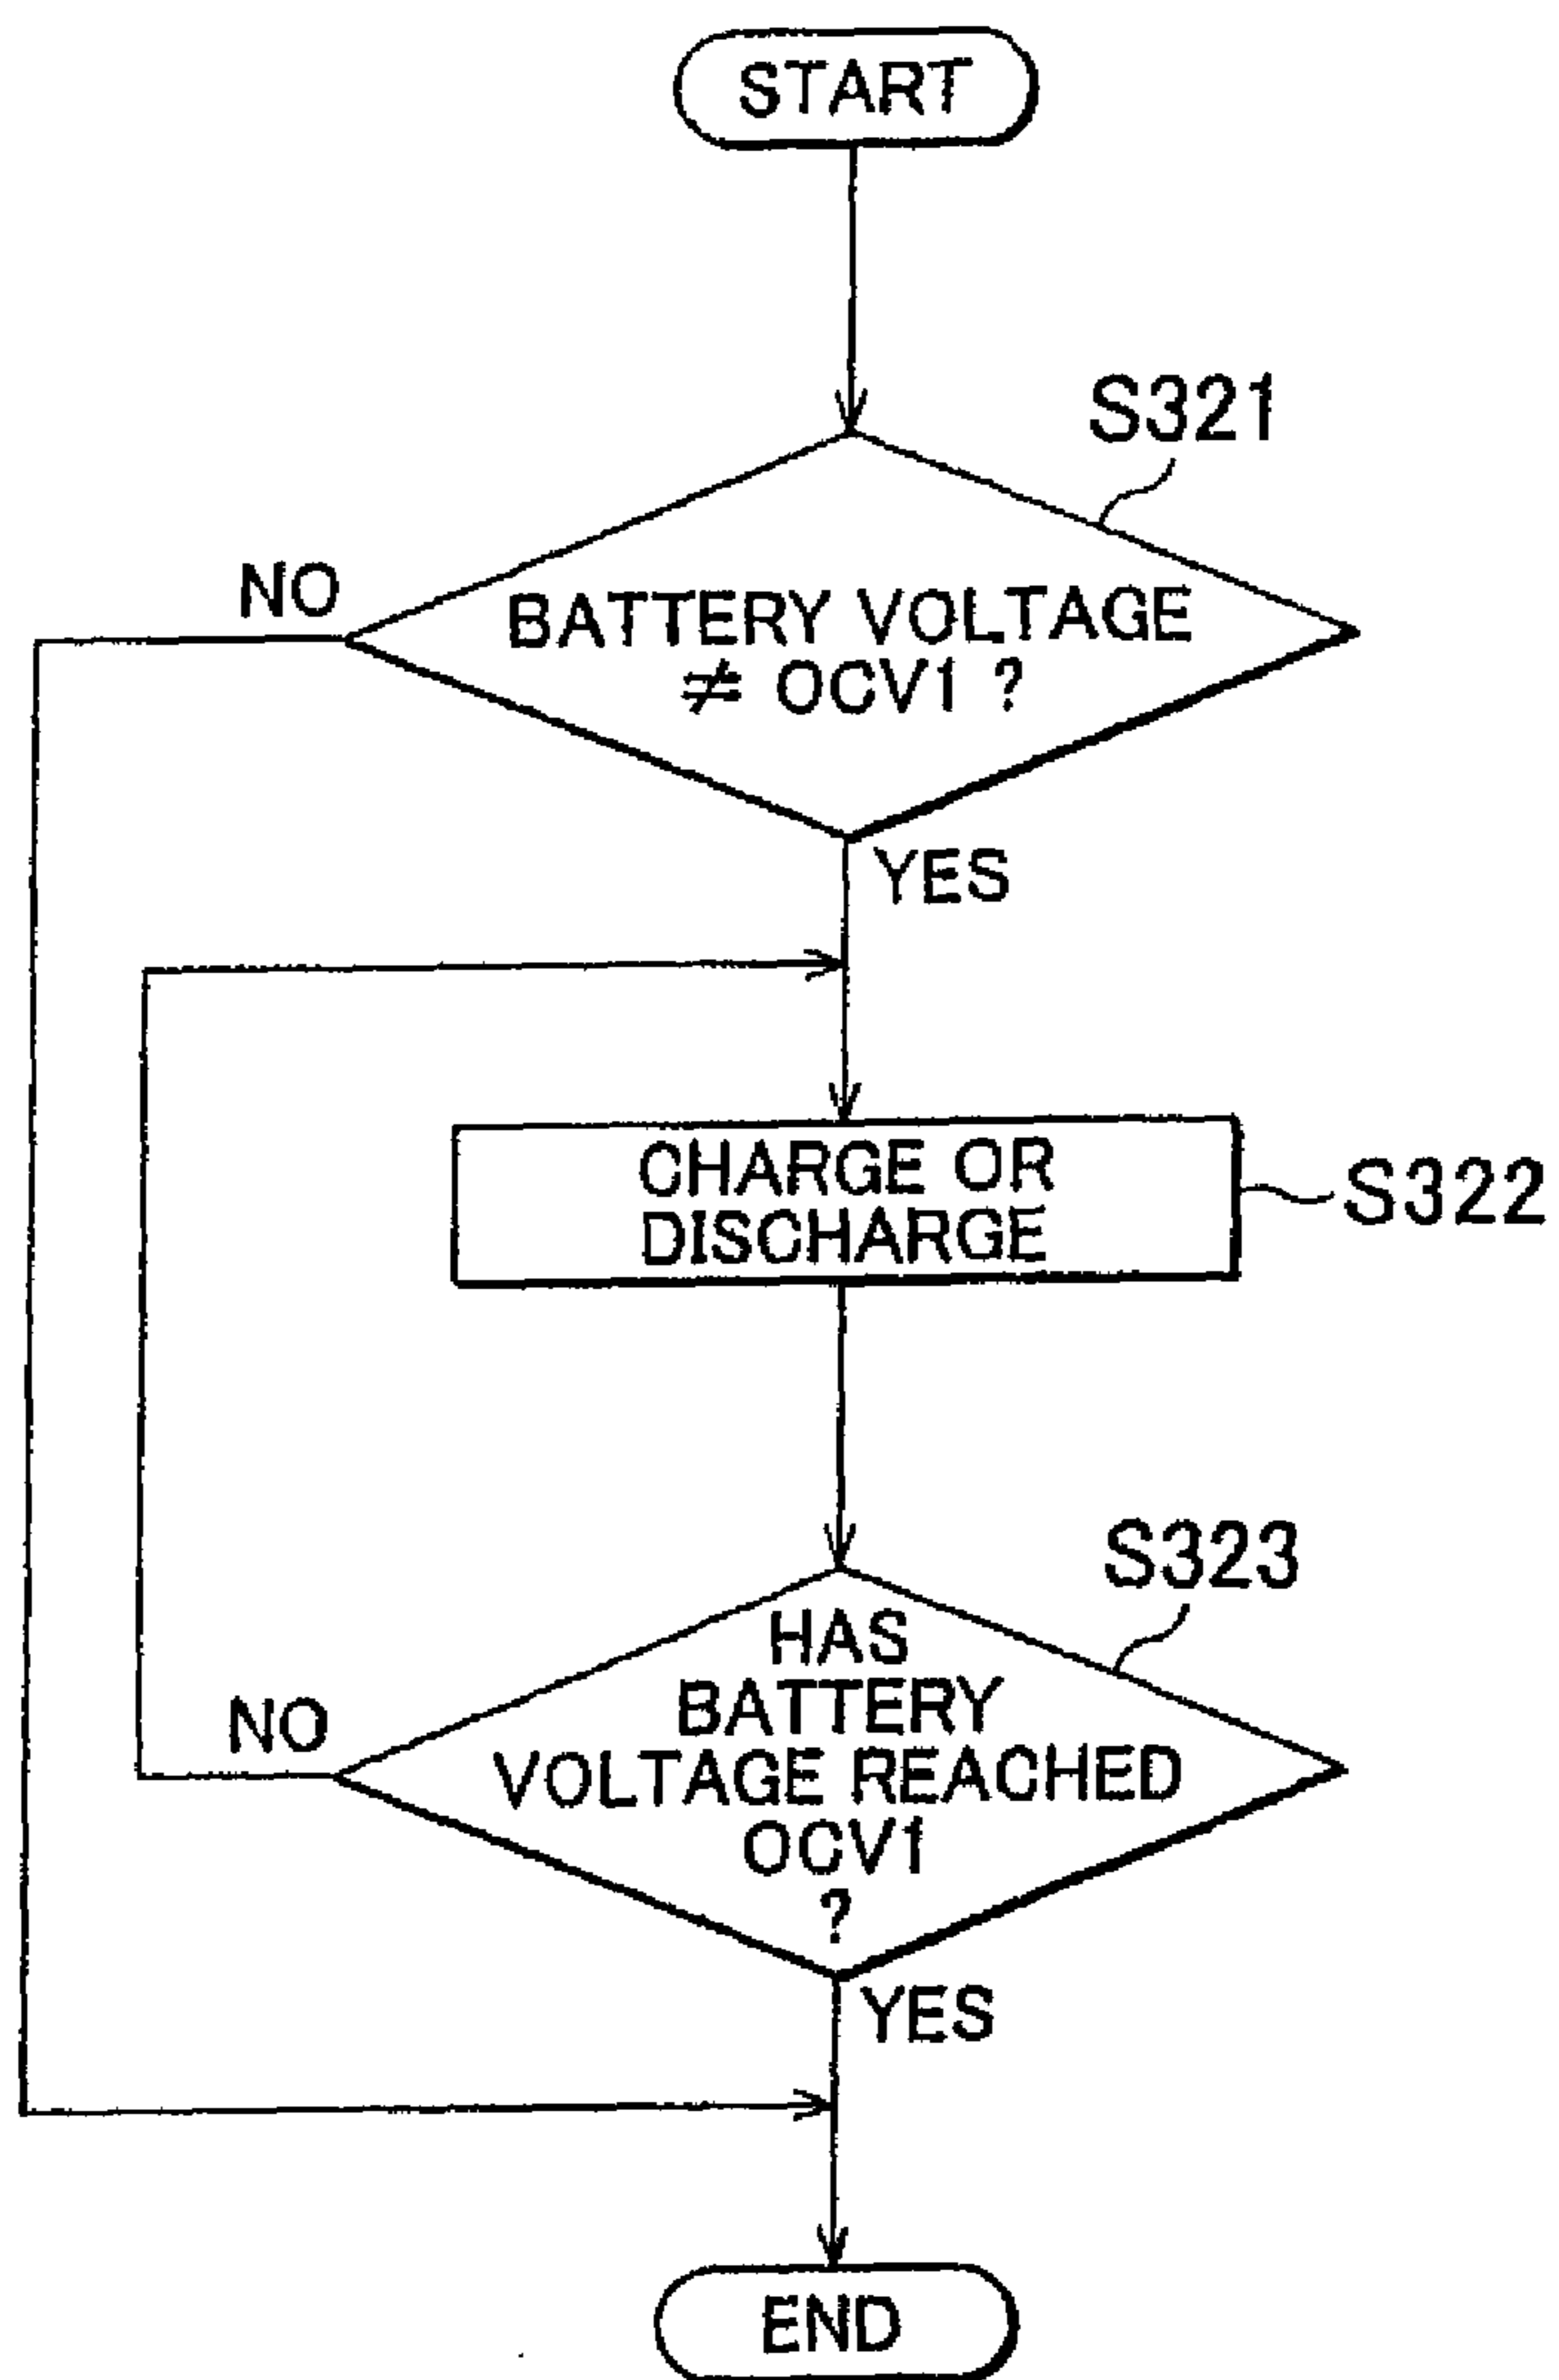 START
S321
NO
BATTERY VOLTAGE
≠ OCV1 ?
YES
CHARGE OR
DISCHARGE
S322
S323
HAS
BATTERY
NO
VOLTAGE REACHED
OCV1
?
YES
END